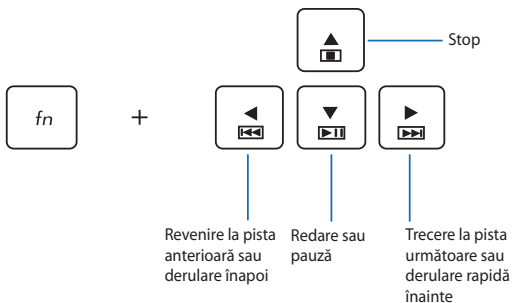 Stop
fn
+
Revenire la pista
anterioară sau
derulare înapoi
Redare sau
pauză
Trecere la pista
următoare sau
derulare rapidă
înainte